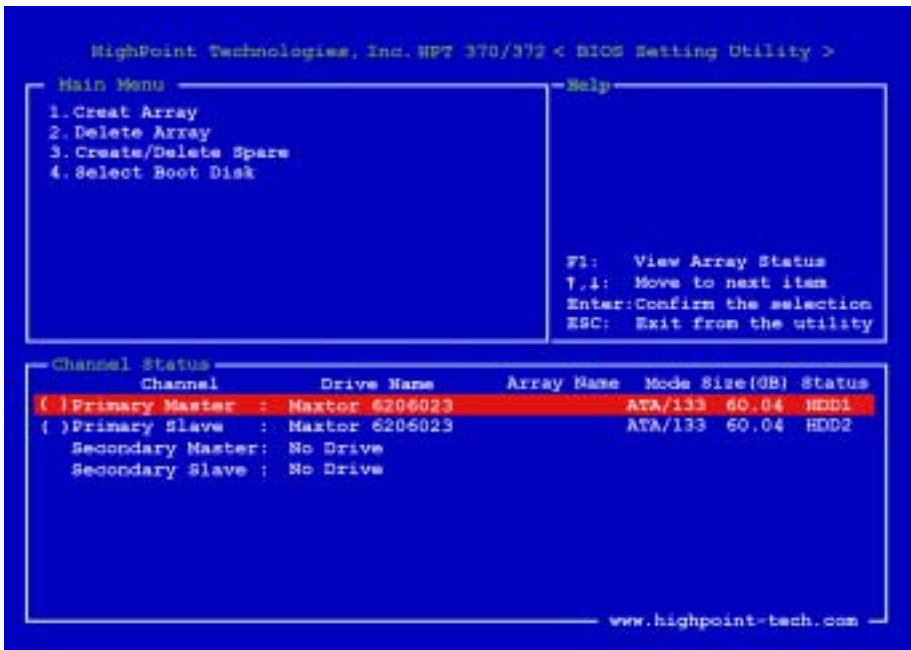 HighPoint Technologies, Inc. HPT 370/372 < BIOS Setting Utility >
Main Menu
1. Creat Array
2. Delete Array
3. Create/Delete Spare
4. Select Boot Disk
Help
F1: View Array Status
↑,↓: Move to next item
Enter:Confirm the selection
ESC: Exit from the utility
Channel Status
Channel Drive Name Array Name Mode Size(GB) Status
( )Primary Master : Maxtor 6206023 ATA/133 60.04 HDD1
( )Primary Slave : Maxtor 6206023 ATA/133 60.04 HDD2
Secondary Master: No Drive
Secondary Slave : No Drive
www.highpoint-tech.com